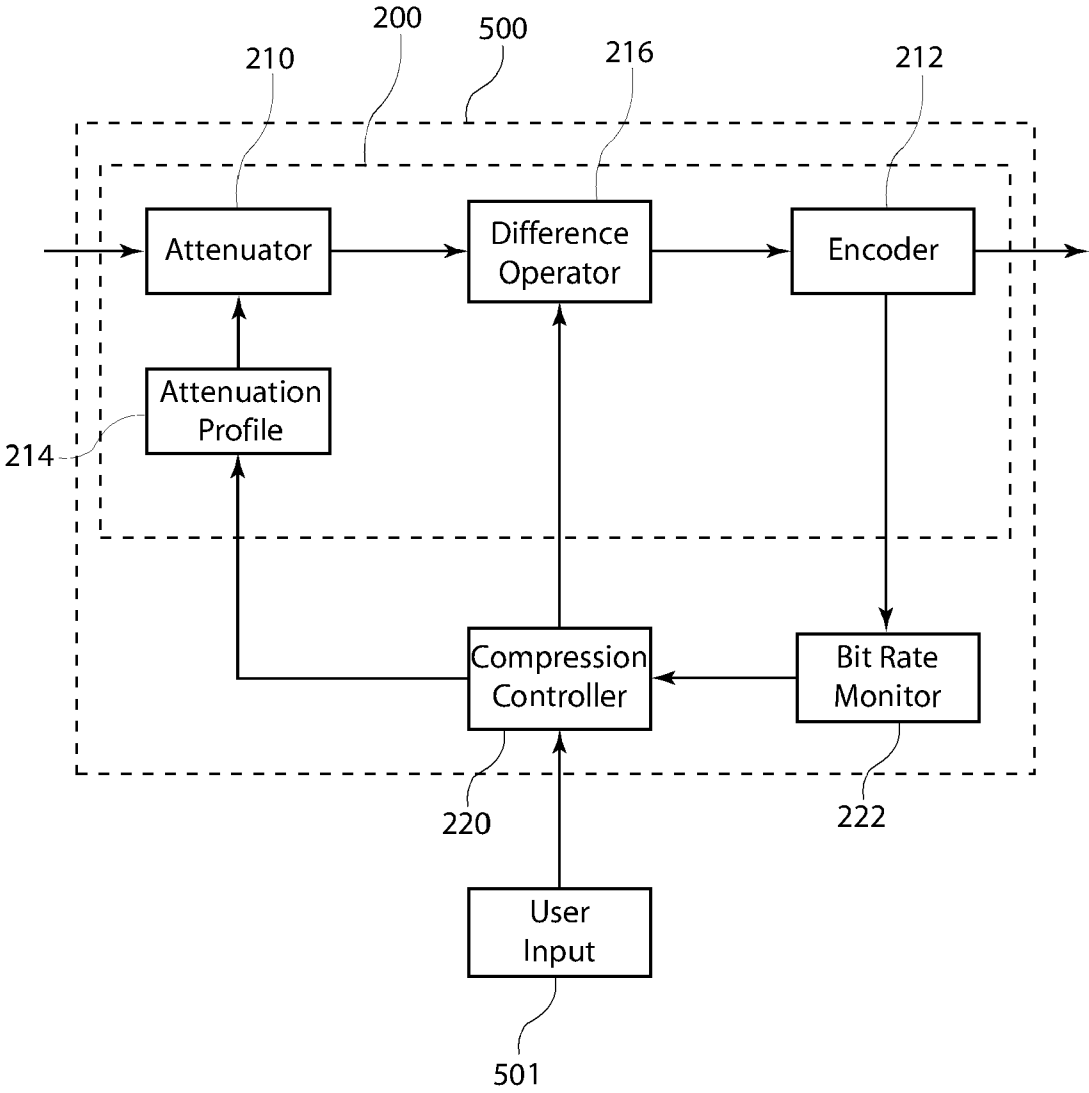 200
500
210
216
212
Attenuator
Difference
Operator
Encoder
Attenuation
Profile
214
Compression
Controller
Bit Rate
Monitor
220
222
User
Input
501